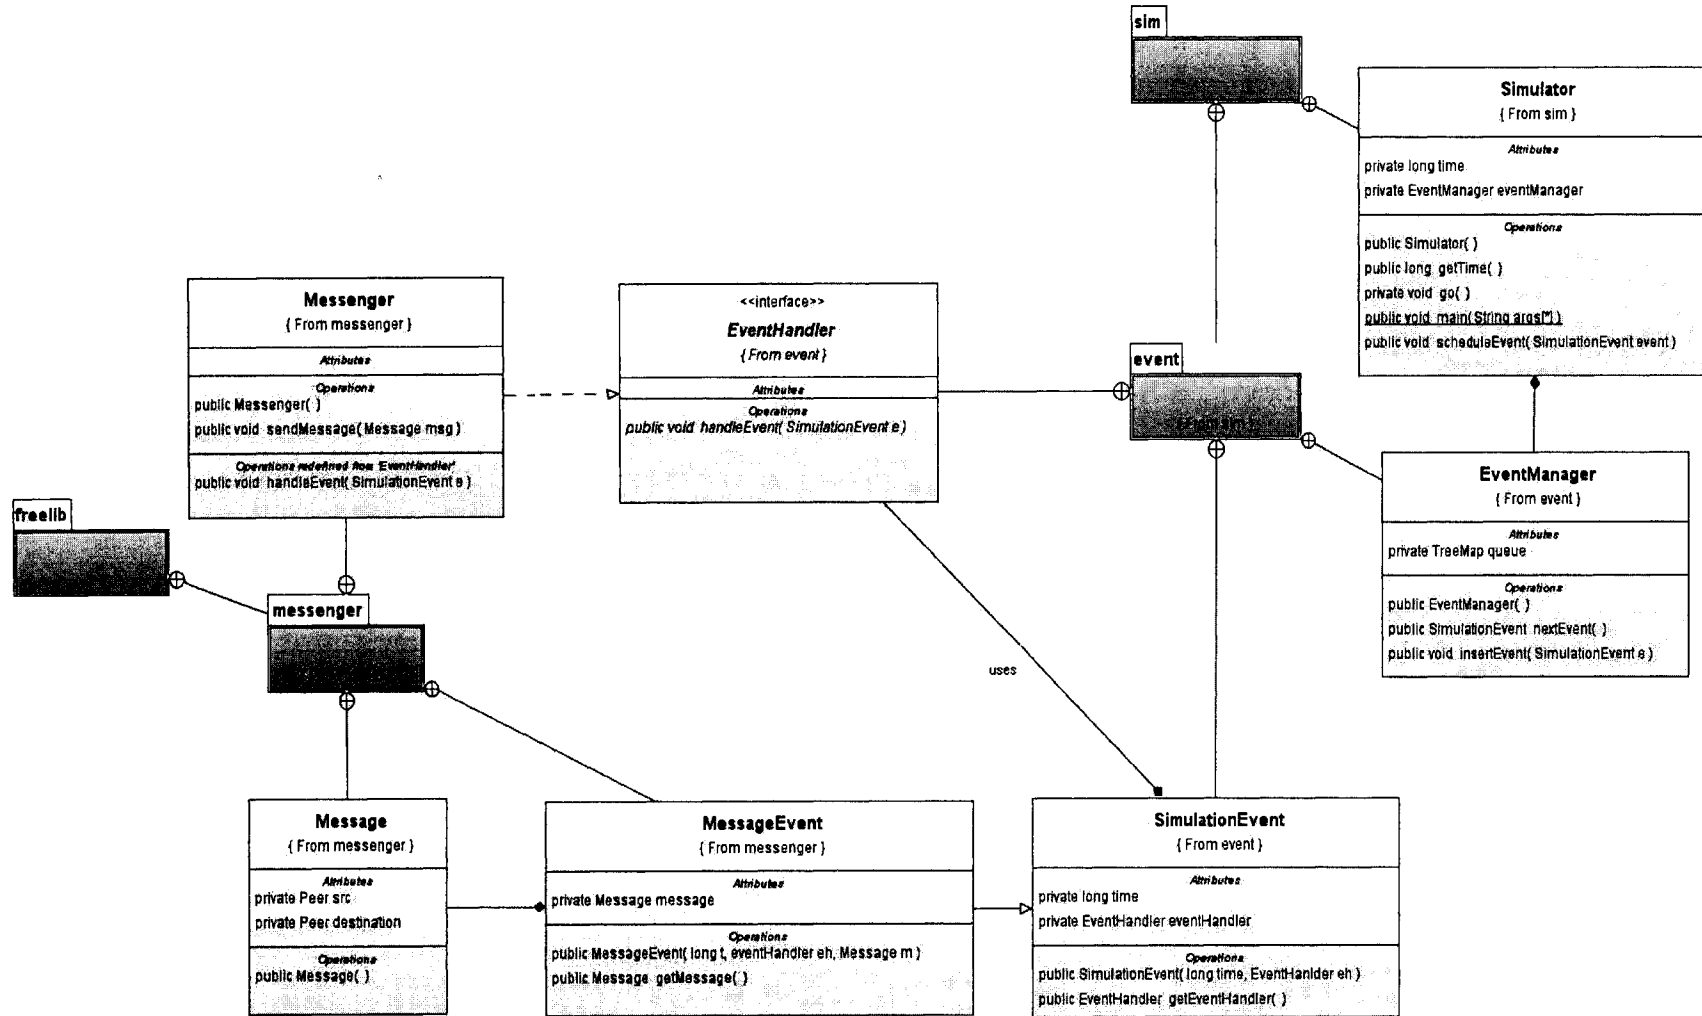 sim
Simulator
{ From sim }
Attributes
private long time
private EventManager eventManager
Operations
public Simulator( )
public long getTime( )
private void go( )
public void main( String args[*] )
public void scheduleEvent( SimulationEvent event )
Messenger
{ From messenger }
Attributes
Operations
public Messenger( )
public void sendMessage( Message msg )
Operations redefined from 'EventHandler'
public void handleEvent( SimulationEvent e )
<<interface>>
EventHandler
{ From event }
Attributes
Operations
public void handleEvent( SimulationEvent e )
event
{ From sim }
EventManager
{ From event }
Attributes
private TreeMap queue
Operations
public EventManager( )
public SimulationEvent nextEvent( )
public void insertEvent( SimulationEvent e )
freelib
messenger
uses
Message
{ From messenger }
Attributes
private Peer src
private Peer destination
Operations
public Message( )
MessageEvent
{ From messenger }
Attributes
private Message message
Operations
public MessageEvent( long t, eventHandler eh, Message m )
public Message getMessage( )
SimulationEvent
{ From event }
Attributes
private long time
private EventHandler eventHandler
Operations
public SimulationEvent( long time, EventHanlder eh )
public EventHandler getEventHandler( )